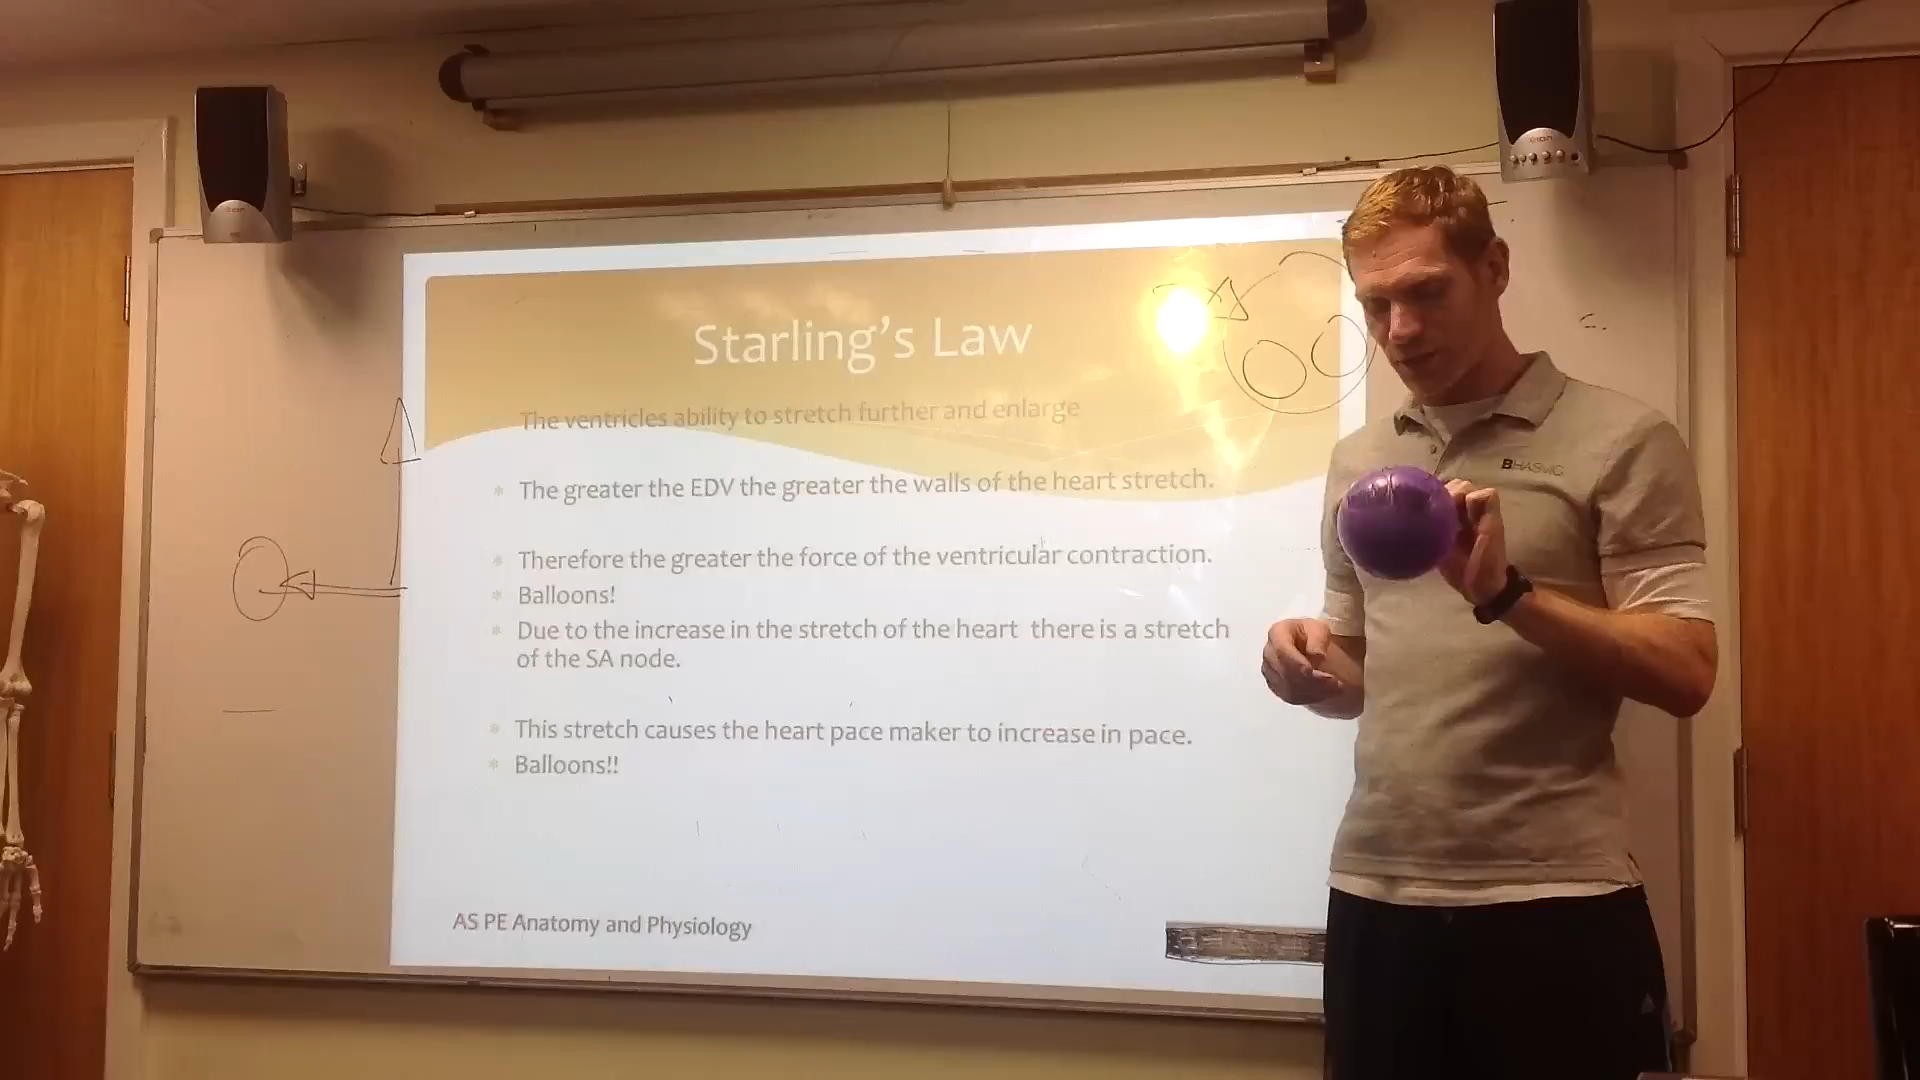 Starling's Law
The ventricles ability to stretch further and enlarge
The greater the EDV the greater the walls of the heart stretch.
Therefore the greater the force of the ventricular contraction.
Balloons!
Due to the increase in the stretch of the heart there is a stretch
of the SA node.
This stretch causes the heart pace maker to increase in pace.
Balloons!!
AS PE Anatomy and Physiology
BHASVIC